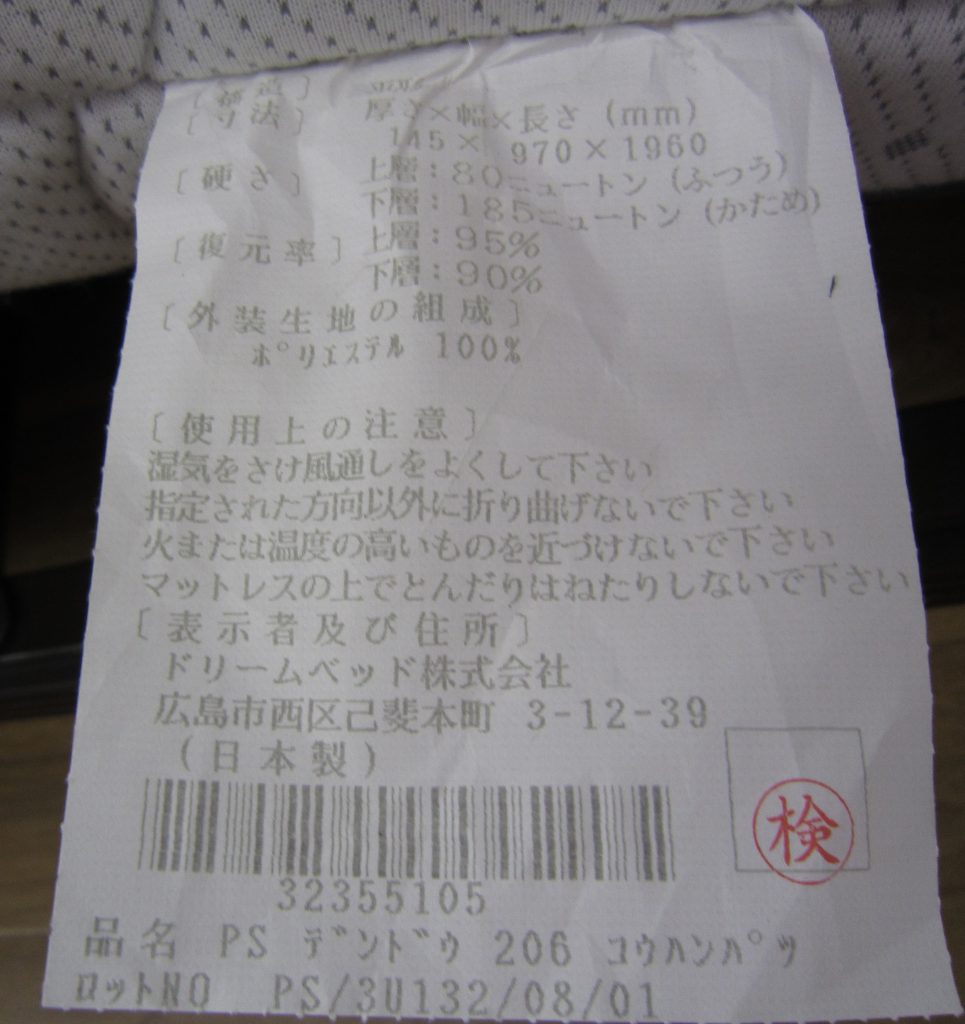 [寸法] 厚さ×幅×長さ (mm)
145× 970×1960
[硬さ] 上層:80ニュートン (ふつう)
下層:185ニュートン (かため)
[復元率] 上層:95%
下層:90%
[外装生地の組成]
ポリエステル 100%
[使用上の注意]
湿気をさけ風通しをよくして下さい
指定された方向以外に折り曲げないで下さい
火または温度の高いものを近づけないで下さい
マットレスの上でとんだりはねたりしないで下さい
[表示者及び住所]
ドリームベッド株式会社
広島市西区己斐本町 3-12-39
(日本製)
検
32355105
品名 PS デンドウ 206 コウハンパツ
ロットNO PS/3U132/08/01